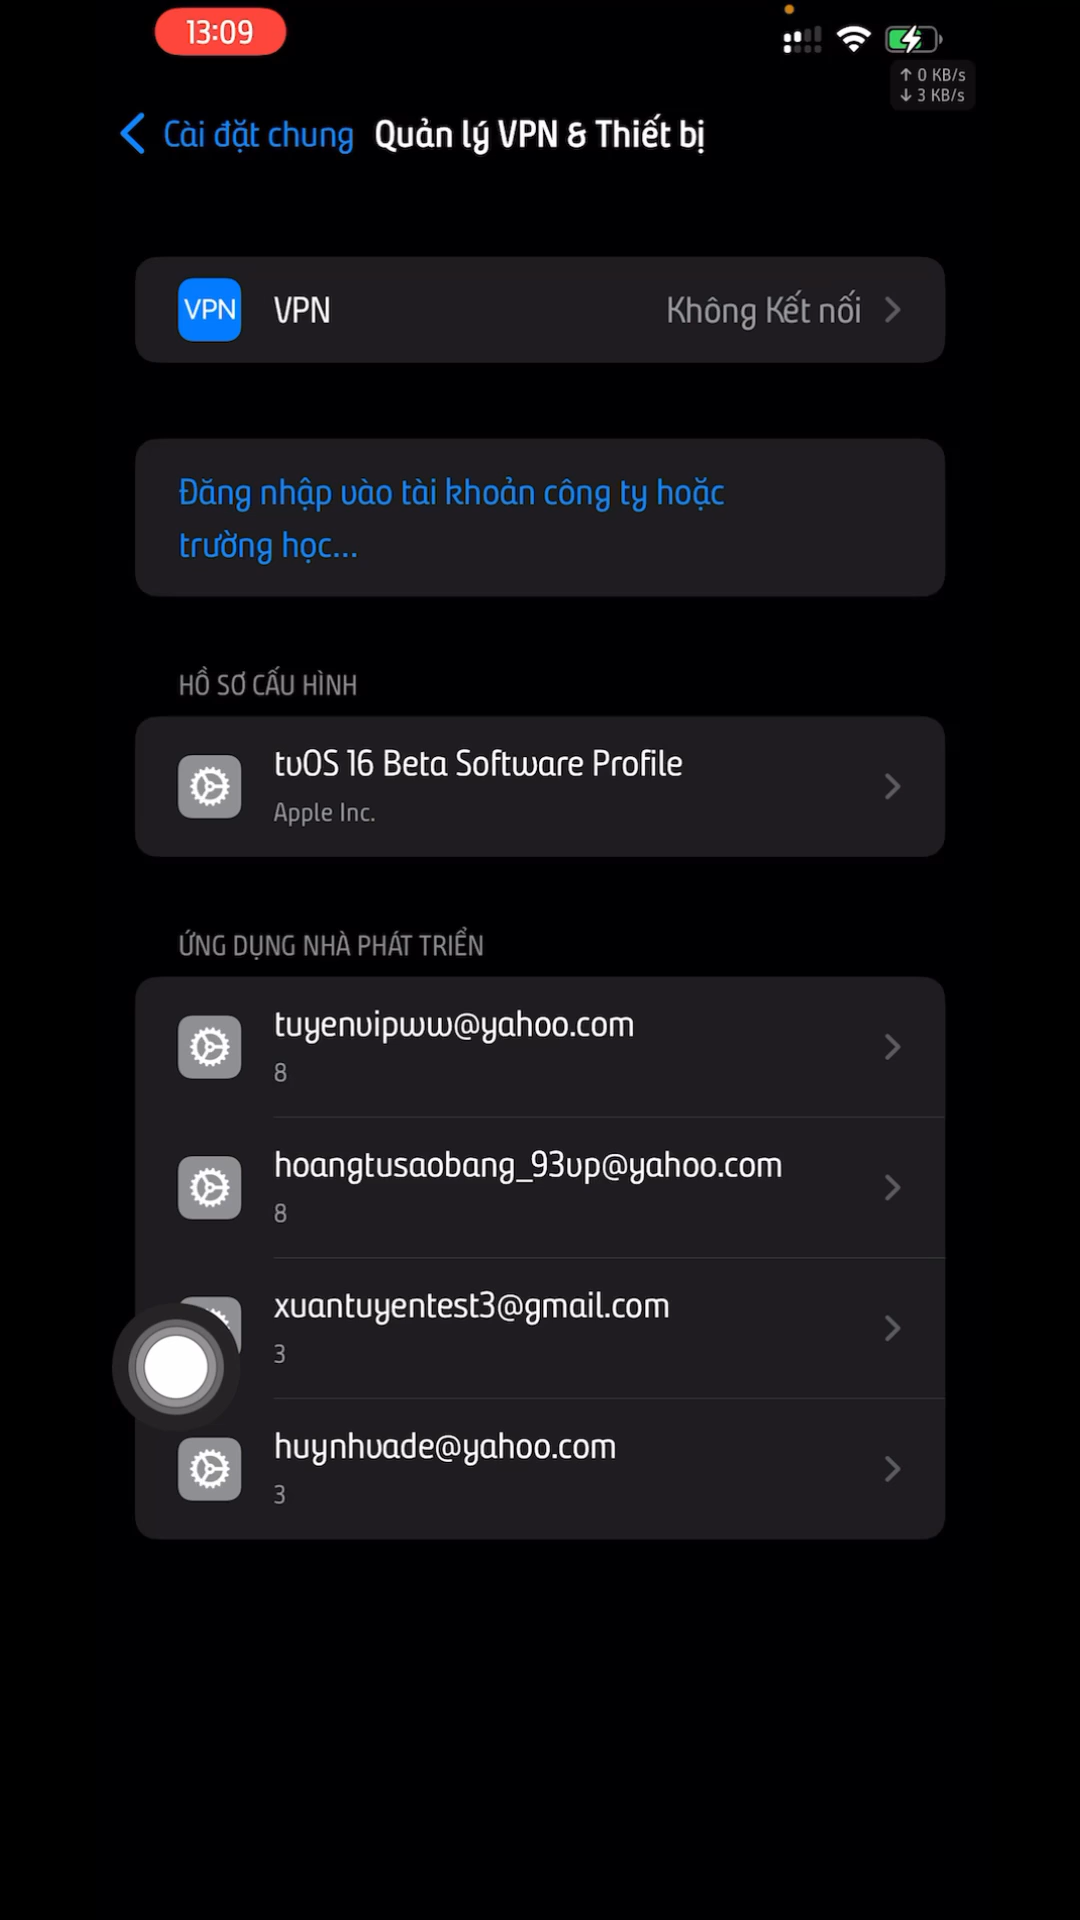 13:09
↑ 0 KB/s
↓ 3 KB/s
Cài đặt chung Quản lý VPN & Thiết bị
VPN VPN Không Kết nối
Đăng nhập vào tài khoản công ty hoặc
trường học...
HỒ SƠ CẤU HÌNH
tvOS 16 Beta Software Profile
Apple Inc.
ỨNG DỤNG NHÀ PHÁT TRIỂN
tuyenvipww@yahoo.com
8
hoangtusaobang_93vp@yahoo.com
8
xuantuyentest3@gmail.com
3
huynhvade@yahoo.com
3